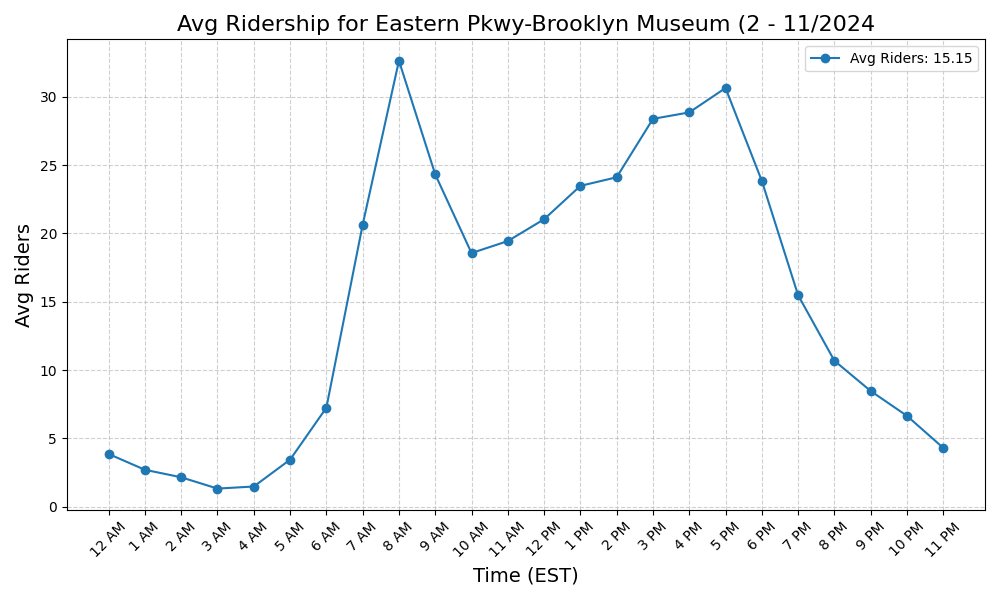 Avg Ridership for Eastern Pkwy-Brooklyn Museum (2 - 11/2024
Avg Riders: 15.15
Avg Riders
30
25
20
15
10
5
0
12 AM
1 AM
2 AM
3 AM
4 AM
5 AM
6 AM
7 AM
8 AM
9 AM
10 AM
11 AM
12 PM
1 PM
2 PM
3 PM
4 PM
5 PM
6 PM
7 PM
8 PM
9 PM
10 PM
11 PM
Time (EST)